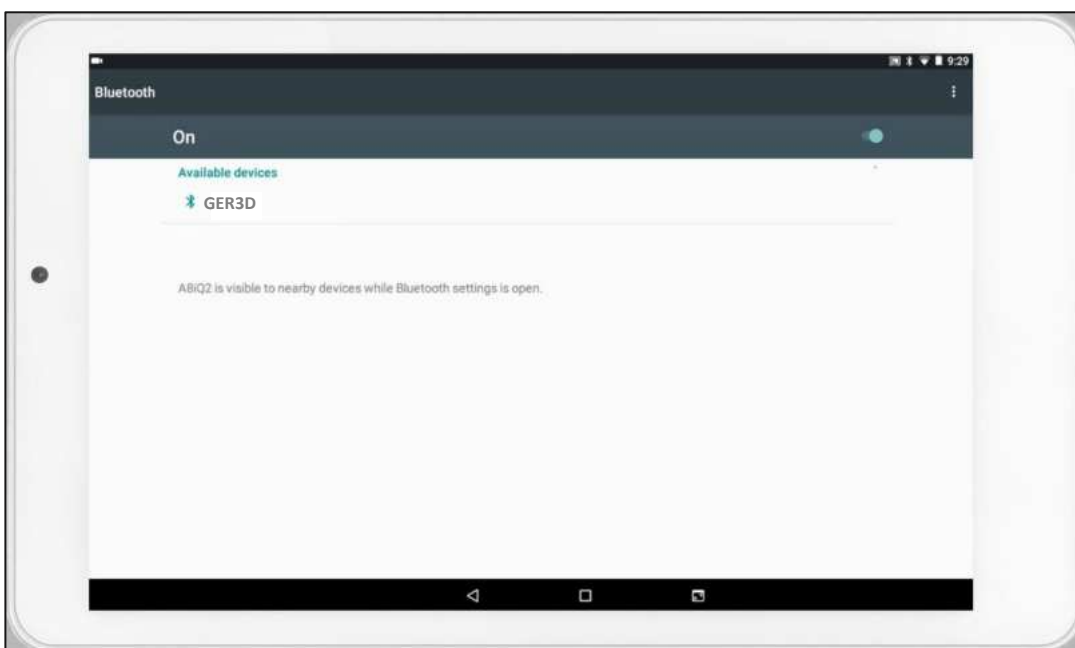 9:29
Bluetooth
On
Available devices
GER3D
A8iQ2 is visible to nearby devices while Bluetooth settings is open.